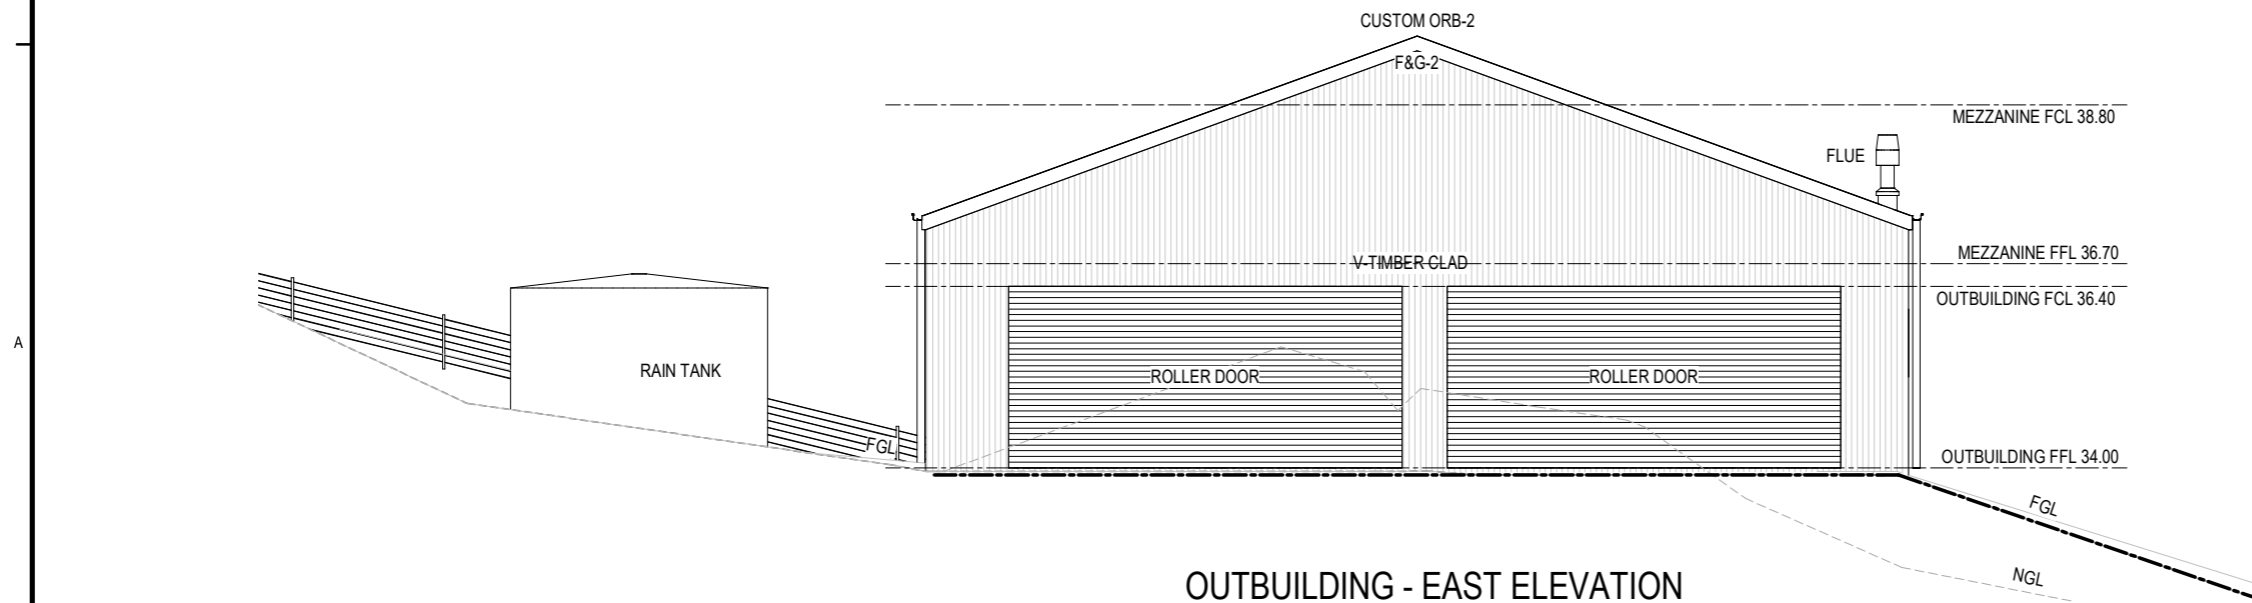 CUSTOM ORB-2
F&G-2
MEZZANINE FCL 38.80
FLUE
MEZZANINE FFL 36.70
V-TIMBER CLAD
OUTBUILDING FCL 36.40
A
RAIN TANK
ROLLER DOOR
ROLLER DOOR
FGL
OUTBUILDING FFL 34.00
FGL
NGL
OUTBUILDING - EAST ELEVATION